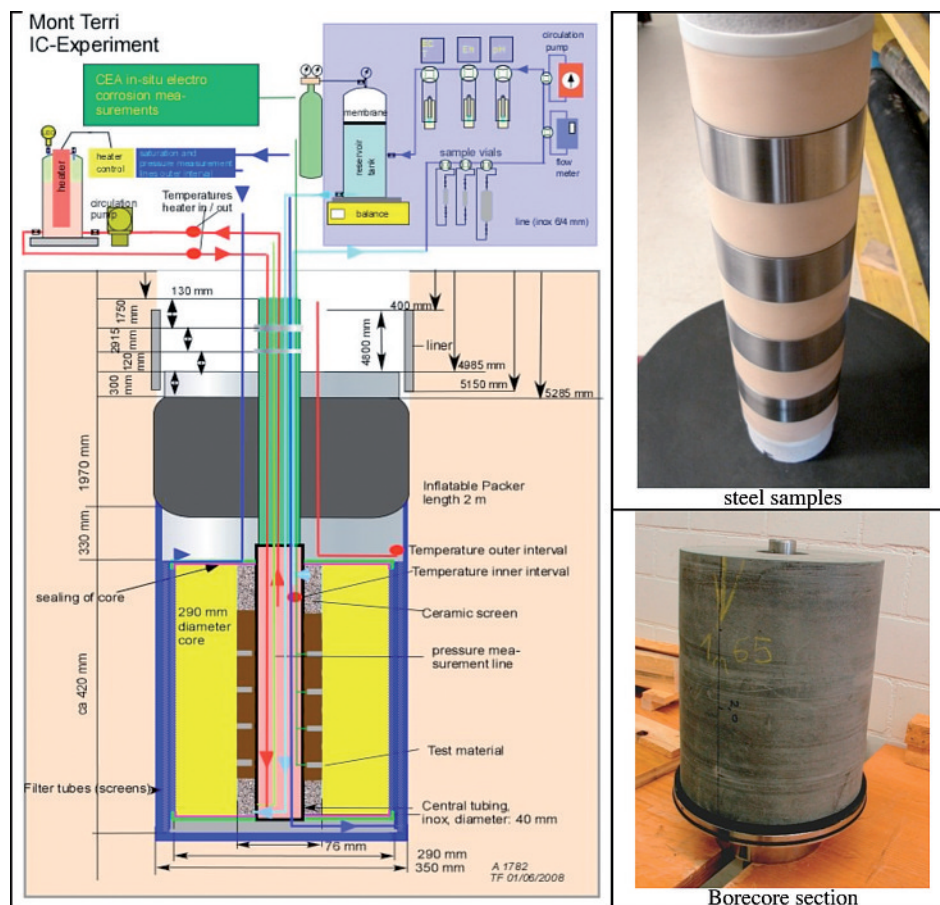 Mont Terri
IC-Experiment
CEA in-situ electro
corrosion mea-
surements
heater
heater
control
saturation and
pressure measurement
lines outer interval
circulation
pump
Temperatures
heater in / out
membrane
reservoir
tank
balance
Eh
pH
circulation
pump
flow
meter
sample vials
line (inox 6/4 mm)
130 mm
1750
mm
2915
mm
120 mm
300
mm
400 mm
4800 mm
liner
4985 mm
5150 mm
5285 mm
1970 mm
Inflatable Packer
length 2 m
330 mm
Temperature outer interval
Temperature inner interval
sealing of core
Ceramic screen
290 mm
diameter
core
pressure mea-
surement line
ca 420 mm
Test material
Filter tubes (screens)
Central tubing,
inox, diameter: 40 mm
76 mm
290 mm
350 mm
A 1782
TF 01/06/2008
steel samples
65
Borecore section